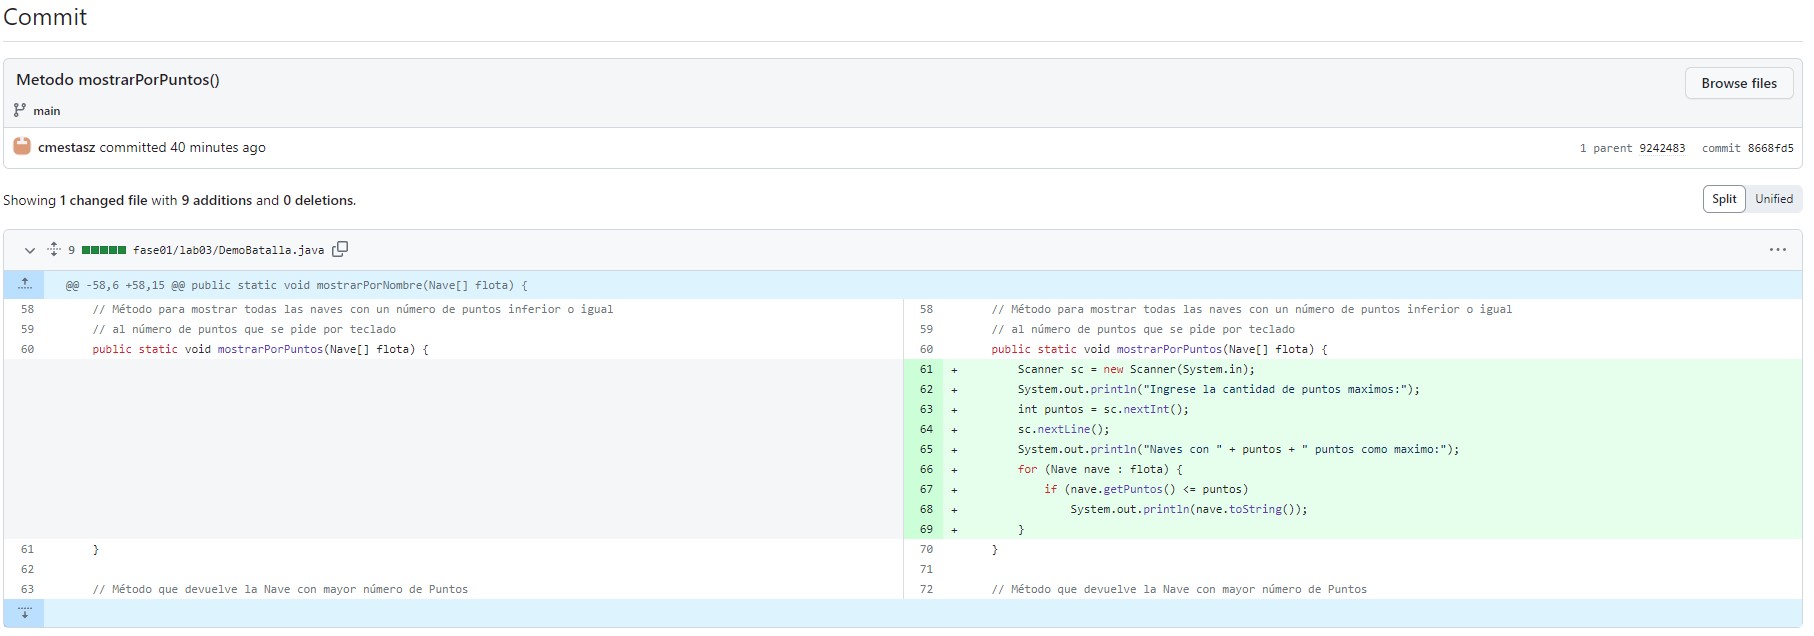 Commit
Metodo mostrarPorPuntos()
Browse files
main
cmestasz committed 40 minutes ago
1 parent 9242483 commit 8668fd5
Showing 1 changed file with 9 additions and 0 deletions.
Split Unified
9 fase01/lab03/DemoBatalla.java
@@ -58,6 +58,15 @@ public static void mostrarPorNombre(Nave[] flota) {
58 // Método para mostrar todas las naves con un número de puntos inferior o igual
59 // al número de puntos que se pide por teclado
60 public static void mostrarPorPuntos(Nave[] flota) {
61 }
62
63 // Método que devuelve la Nave con mayor número de Puntos
58 // Método para mostrar todas las naves con un número de puntos inferior o igual
59 // al número de puntos que se pide por teclado
60 public static void mostrarPorPuntos(Nave[] flota) {
61 + Scanner sc = new Scanner(System.in);
62 + System.out.println("Ingrese la cantidad de puntos maximos:");
63 + int puntos = sc.nextInt();
64 + sc.nextLine();
65 + System.out.println("Naves con " + puntos + " puntos como maximo:");
66 + for (Nave nave : flota) {
67 + if (nave.getPuntos() <= puntos)
68 + System.out.println(nave.toString());
69 + }
70 }
71
72 // Método que devuelve la Nave con mayor número de Puntos